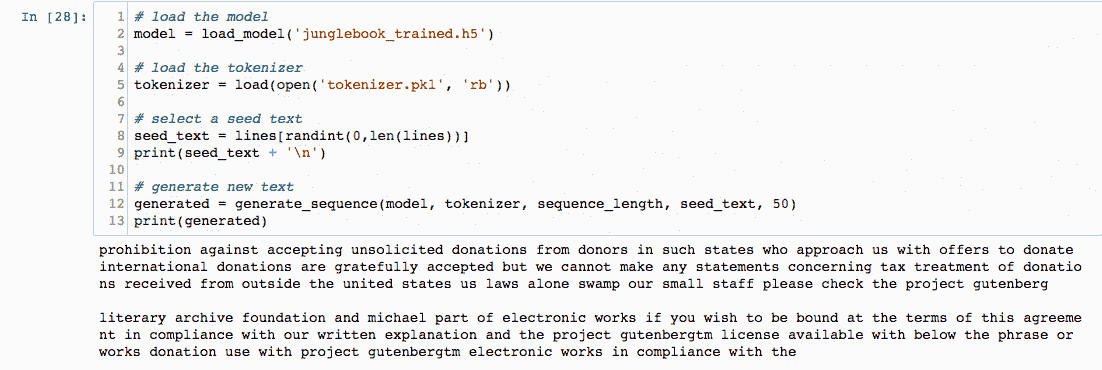 In [28]:
1 # load the model
2 model = load_model('junglebook_trained.h5')
3
4 # load the tokenizer
5 tokenizer = load(open('tokenizer.pkl', 'rb'))
6
7 # select a seed text
8 seed_text = lines[randint(0,len(lines))]
9 print(seed_text + '\n')
10
11 # generate new text
12 generated = generate_sequence(model, tokenizer, sequence_length, seed_text, 50)
13 print(generated)
prohibition against accepting unsolicited donations from donors in such states who approach us with offers to donate
international donations are gratefully accepted but we cannot make any statements concerning tax treatment of donatio
ns received from outside the united states us laws alone swamp our small staff please check the project gutenberg
literary archive foundation and michael part of electronic works if you wish to be bound at the terms of this agreeme
nt in compliance with our written explanation and the project gutenbergtm license available with below the phrase or
works donation use with project gutenbergtm electronic works in compliance with the